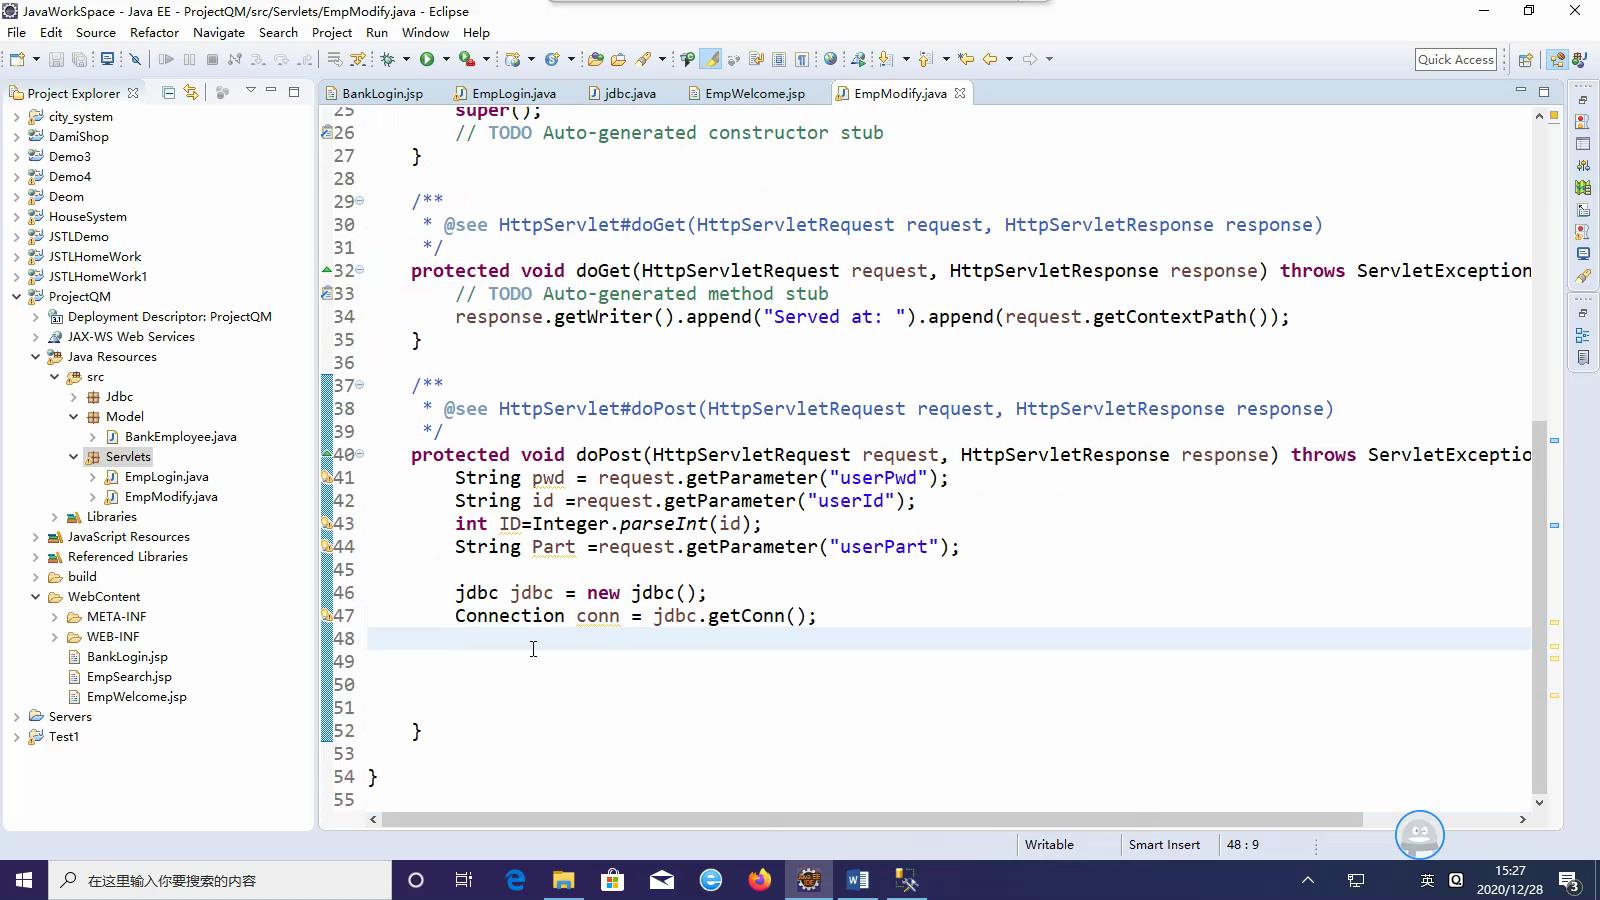 JavaWorkSpace - Java EE - ProjectQM/src/Servlets/EmpModify.java - Eclipse
File Edit Source Refactor Navigate Search Project Run Window Help
Quick Access
Project Explorer
BankLogin.jsp
EmpLogin.java
jdbc.java
EmpWelcome.jsp
EmpModify.java
city_system
DamiShop
Demo3
Demo4
Deom
HouseSystem
JSTLDemo
JSTLHomeWork
JSTLHomeWork1
ProjectQM
Deployment Descriptor: ProjectQM
JAX-WS Web Services
Java Resources
src
Jdbc
Model
BankEmployee.java
Servlets
EmpLogin.java
EmpModify.java
Libraries
JavaScript Resources
Referenced Libraries
build
WebContent
META-INF
WEB-INF
BankLogin.jsp
EmpSearch.jsp
EmpWelcome.jsp
Servers
Test1
25 super();
26 // TODO Auto-generated constructor stub
27 }
28
29 /**
30 * @see HttpServlet#doGet(HttpServletRequest request, HttpServletResponse response)
31 */
32 protected void doGet(HttpServletRequest request, HttpServletResponse response) throws ServletException
33 // TODO Auto-generated method stub
34 response.getWriter().append("Served at: ").append(request.getContextPath());
35 }
36
37 /**
38 * @see HttpServlet#doPost(HttpServletRequest request, HttpServletResponse response)
39 */
40 protected void doPost(HttpServletRequest request, HttpServletResponse response) throws ServletExceptio
41 String pwd = request.getParameter("userPwd");
42 String id =request.getParameter("userId");
43 int ID=Integer.parseInt(id);
44 String Part =request.getParameter("userPart");
45
46 jdbc jdbc = new jdbc();
47 Connection conn = jdbc.getConn();
48
49
50
51
52 }
53
54 }
55
Writable Smart Insert 48 : 9
在这里输入你要搜索的内容
英
15:27
2020/12/28
3